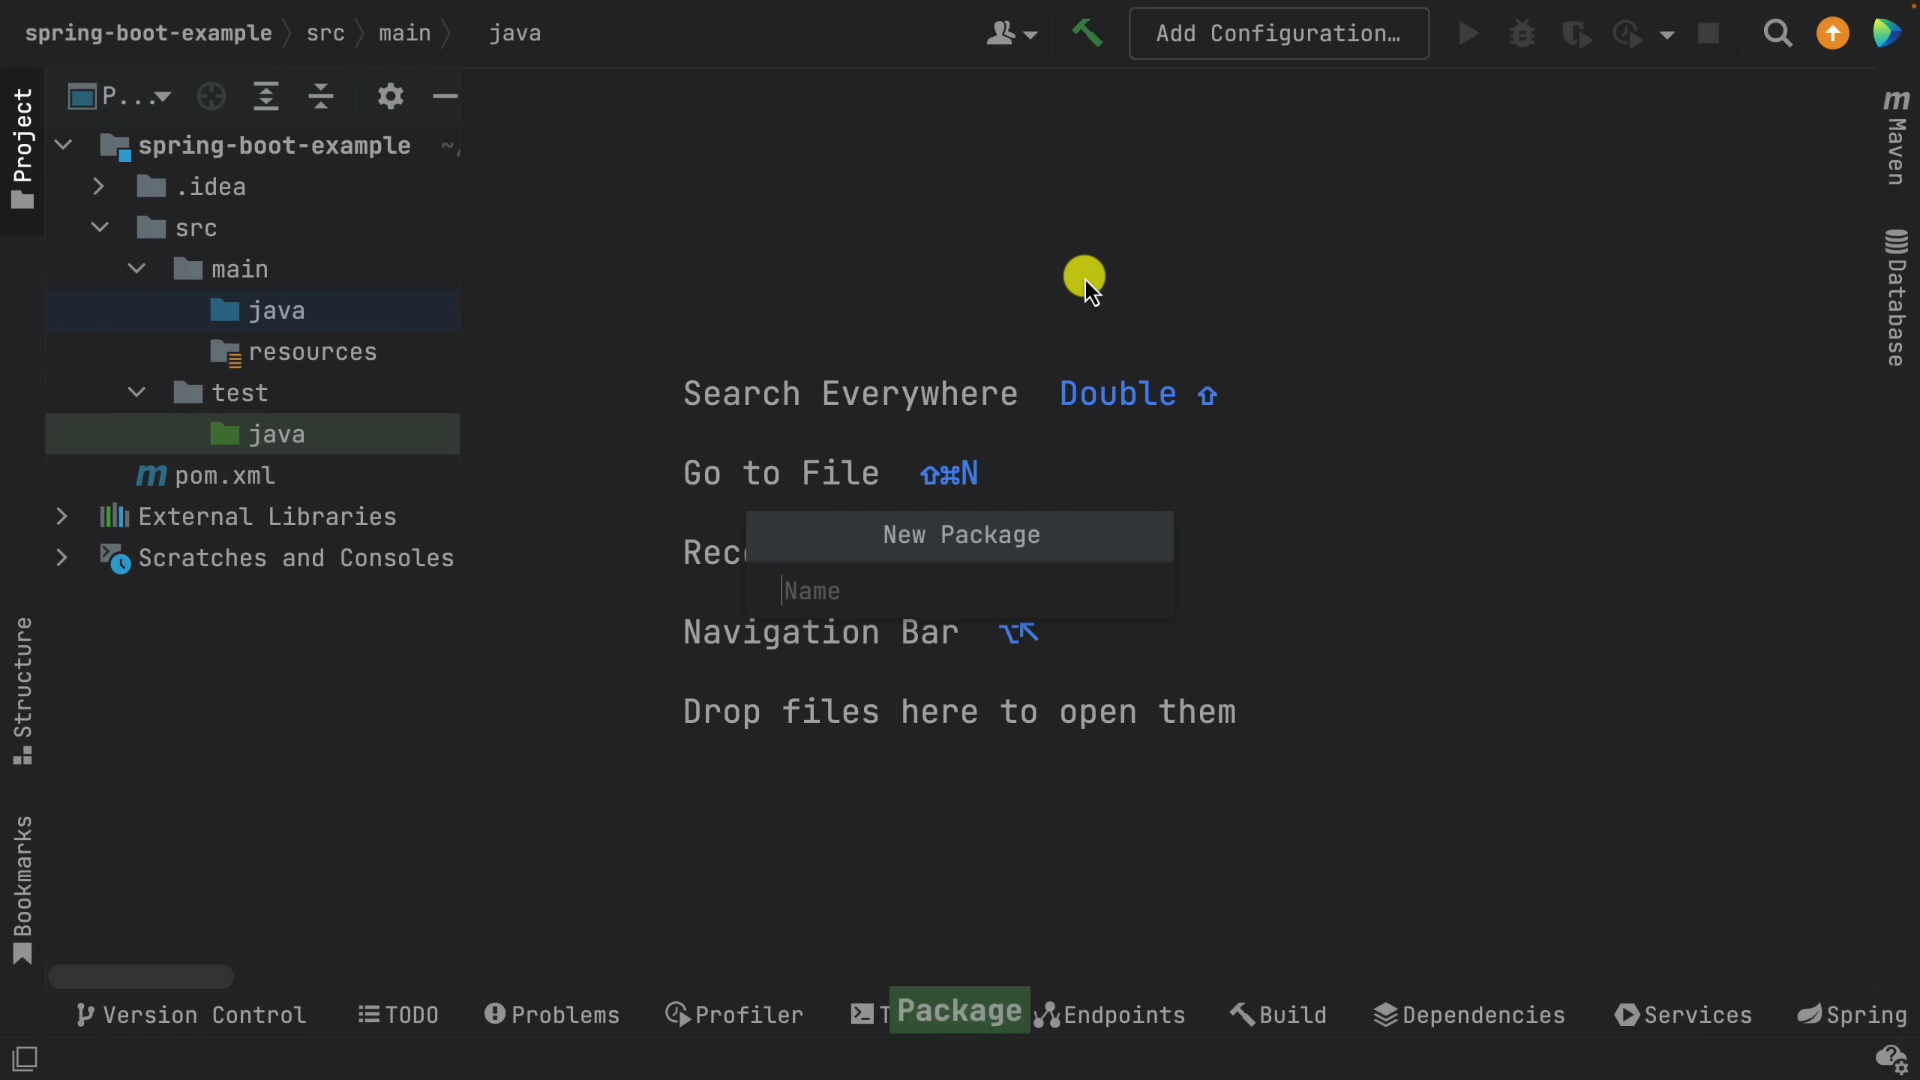 spring-boot-example src main java
Add Configuration...
P...
Project
spring-boot-example ~/
.idea
src
main
java
resources
test
java
m pom.xml
External Libraries
Scratches and Consoles
Structure
Bookmarks
Search Everywhere Double ⇧
Go to File ⇧⌘N
New Package
Rec
Name
Navigation Bar ⌥↖
Drop files here to open them
m Maven
Database
Version Control TODO Problems Profiler T Package Endpoints Build Dependencies Services Spring